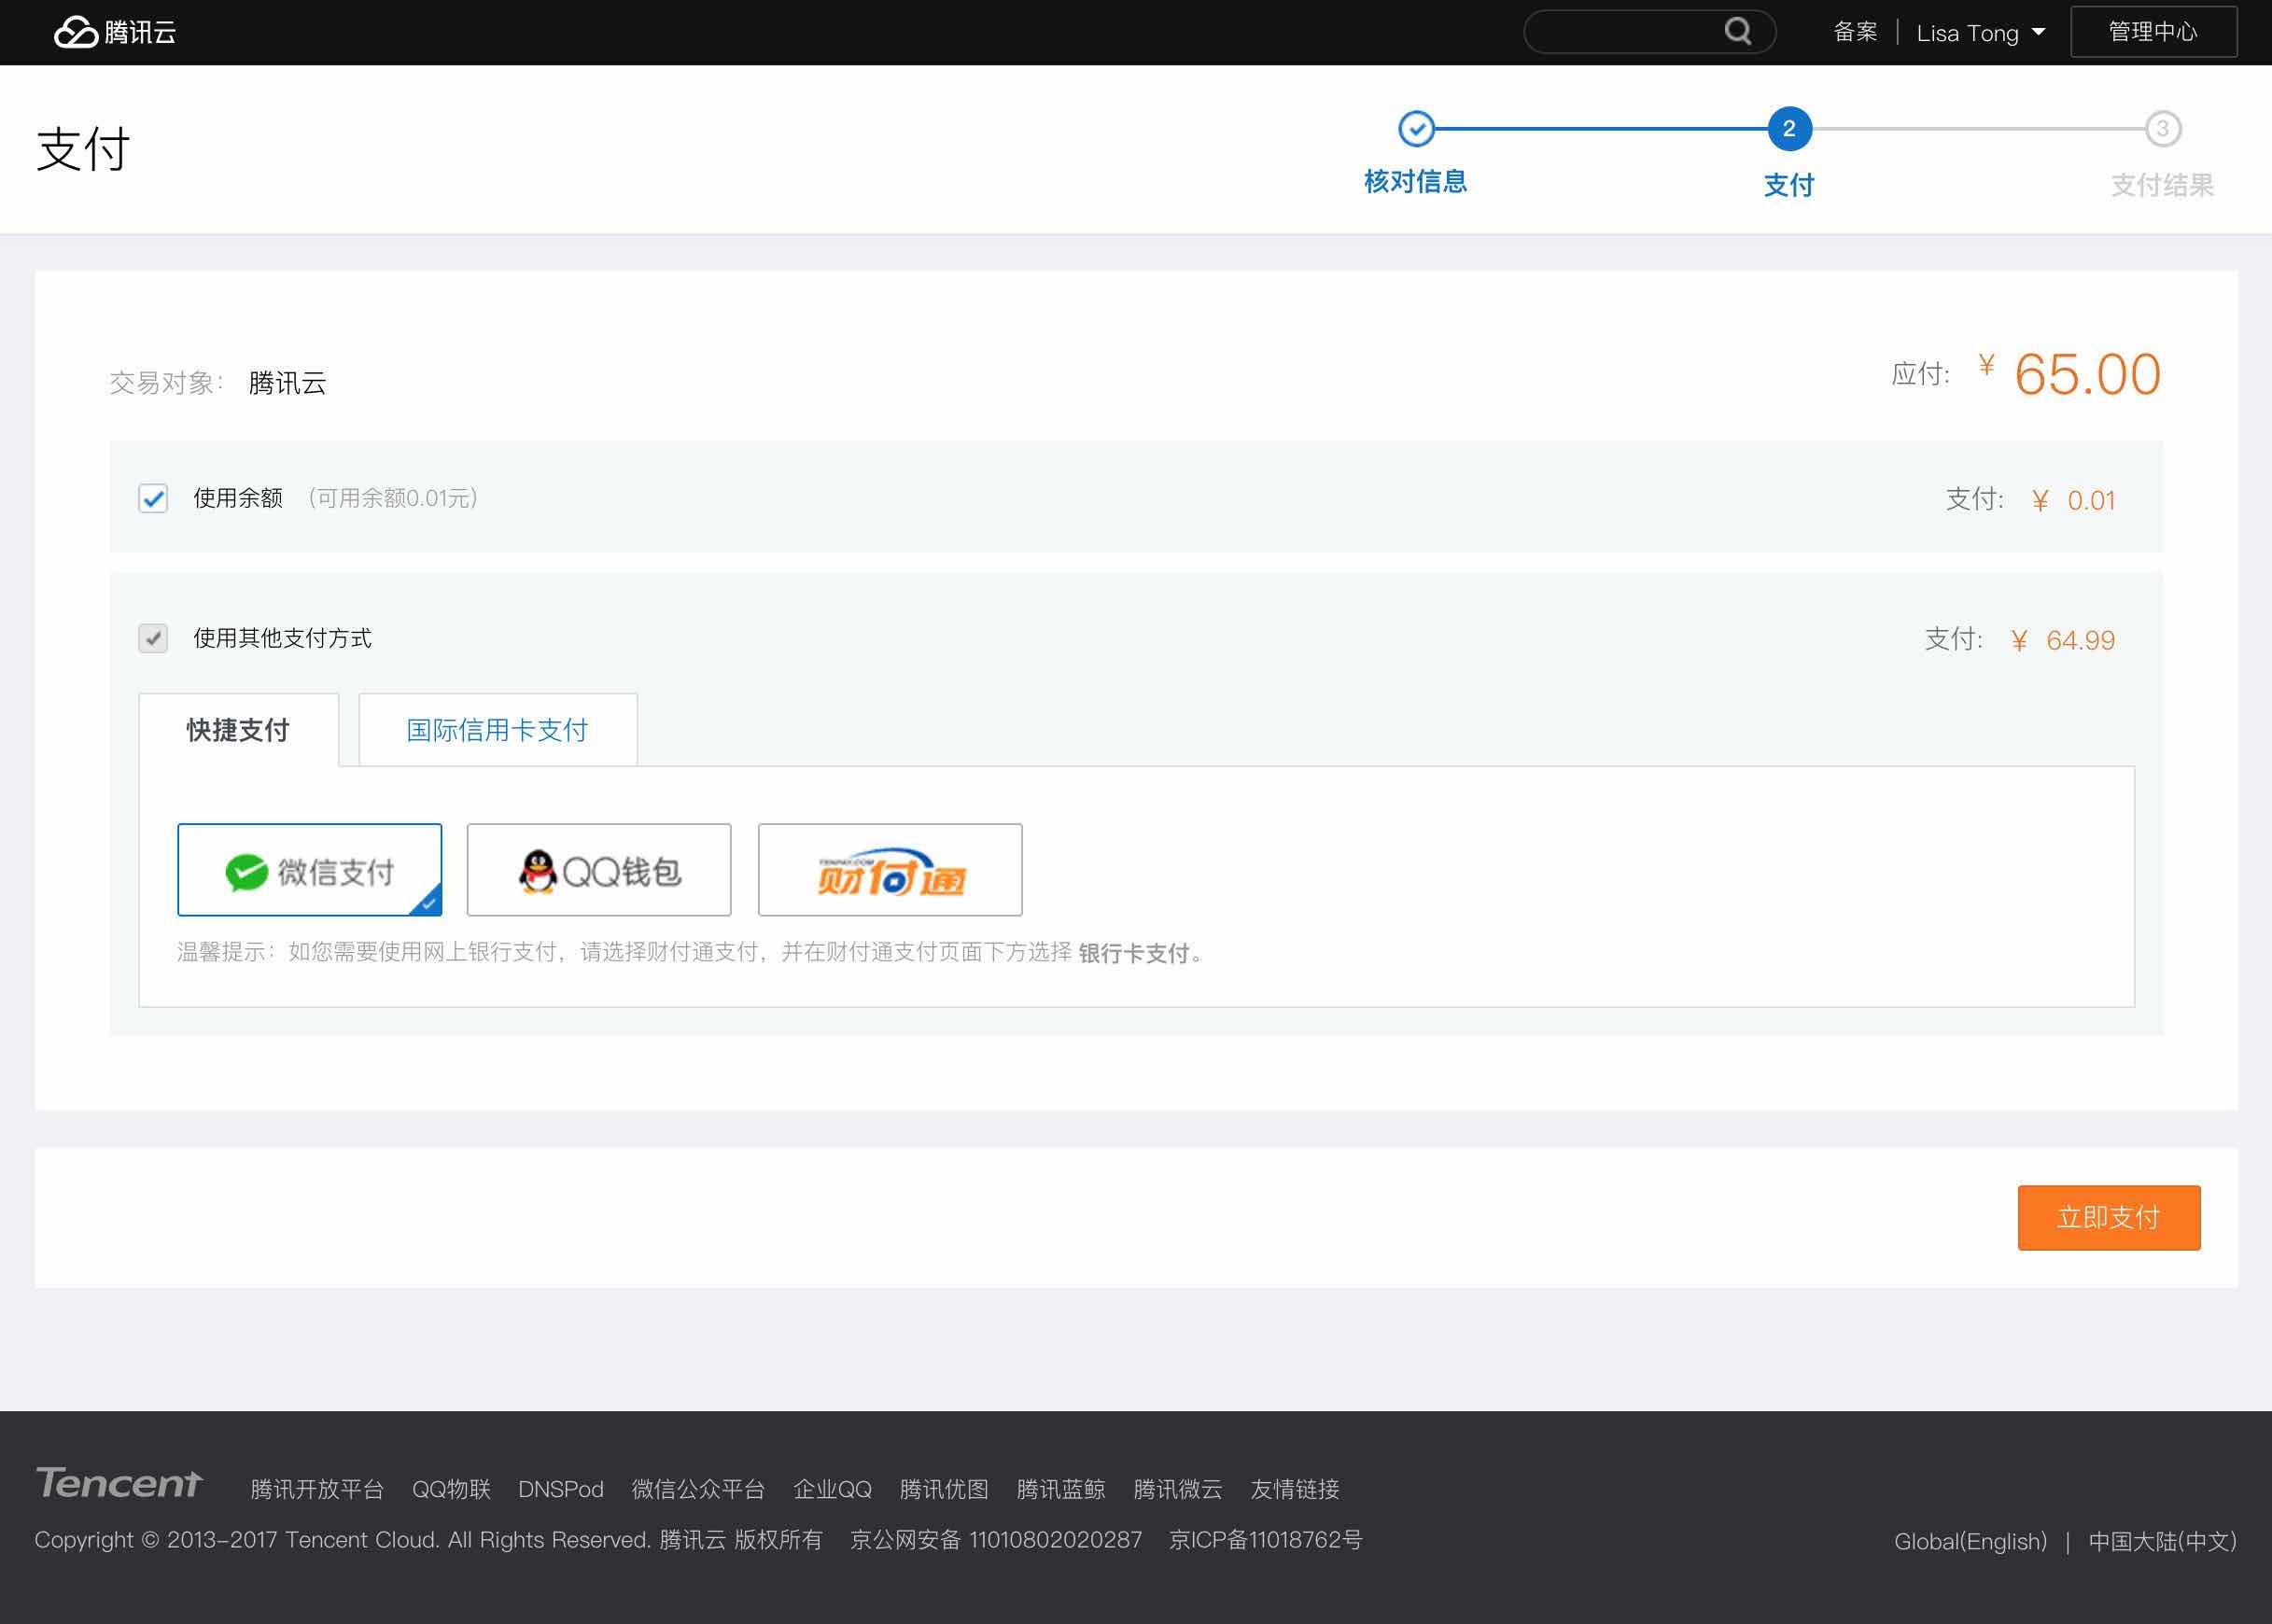 腾讯云
备案 | Lisa Tong 管理中心
支付
2 3
核对信息 支付 支付结果
交易对象： 腾讯云 应付: ¥ 65.00
使用余额 (可用余额0.01元) 支付: ¥ 0.01
使用其他支付方式 支付: ¥ 64.99
快捷支付 国际信用卡支付
微信支付 QQ钱包 TENPAY.COM 财付通
温馨提示：如您需要使用网上银行支付，请选择财付通支付，并在财付通支付页面下方选择 银行卡支付。
立即支付
Tencent 腾讯开放平台 QQ物联 DNSPod 微信公众平台 企业QQ 腾讯优图 腾讯蓝鲸 腾讯微云 友情链接
Copyright © 2013-2017 Tencent Cloud. All Rights Reserved. 腾讯云 版权所有 京公网安备 11010802020287 京ICP备11018762号
Global(English) | 中国大陆(中文)